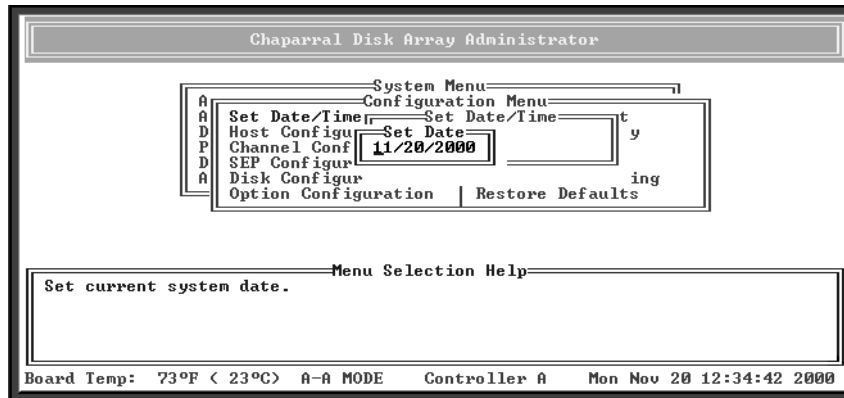 Chaparral Disk Array Administrator
System Menu
A Configuration Menu
A Set Date/Time Set Date/Time t
D Host Configu Set Date y
P Channel Conf 11/20/2000
D SEP Configur
A Disk Configur ing
Option Configuration | Restore Defaults
Menu Selection Help
Set current system date.
Board Temp: 73ºF ( 23ºC) A-A MODE Controller A Mon Nov 20 12:34:42 2000